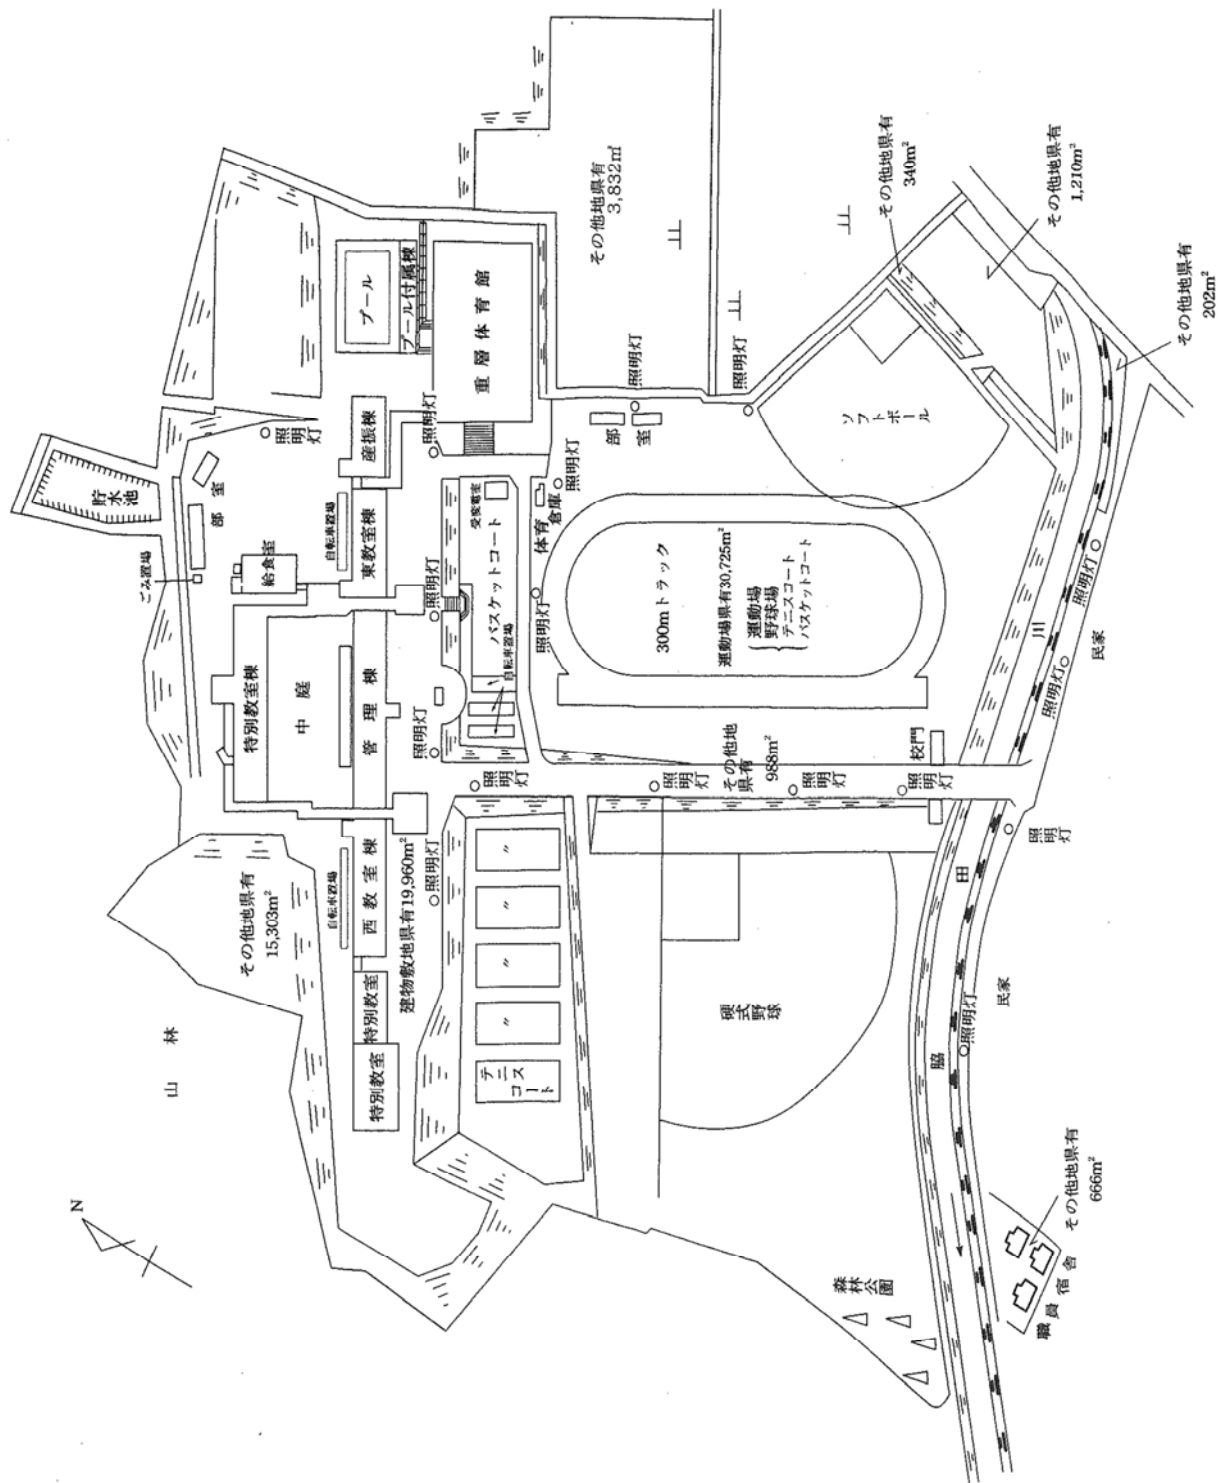 N
山林
その他地県有
15,303m²
貯水池
ごみ置場
部室
給食室
照明灯
自転車置場
産振棟
プール
プール付属棟
重層体育館
東教室棟
特別教室棟
中庭
管理棟
西教室棟
自転車置場
特別教室
特別教室
建物敷地県有19,960m²
照明灯
照明灯
照明灯
照明灯
受変電室
バスケットコート
自転車置場
体育倉庫
照明灯
照明灯
照明灯
テニスコート
〃
〃
〃
〃
その他地県有
3,832㎡
照明灯
照明灯
部室
ソフトボール
300mトラック
運動場県有30,725m²
運動場
野球場
テニスコート
バスケットコート
その他地県有
988m²
照明灯
照明灯
照明灯
校門
硬式野球
その他地県有
340m²
その他地県有
1,210m²
その他地県有
202m²
川
田
脇
照明灯
照明灯
照明灯
照明灯
民家
民家
森林公園
職員宿舎
その他地県有
666m²